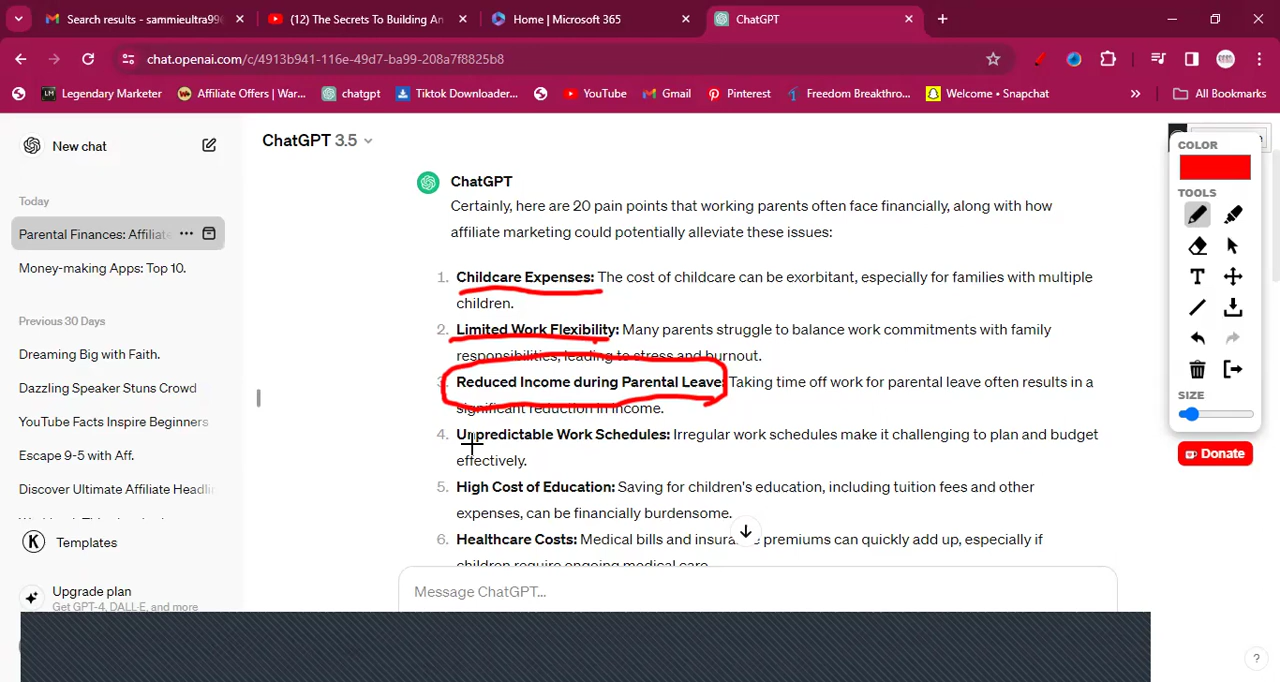 Search results - sammieultra99
(12) The Secrets To Building An
Home | Microsoft 365
ChatGPT
chat.openai.com/c/4913b941-116e-49d7-ba99-208a7f8825b8
LM Legendary Marketer
Affiliate Offers | War...
chatgpt
Tiktok Downloader...
YouTube
Gmail
Pinterest
Freedom Breakthro...
Welcome • Snapchat
All Bookmarks
New chat
ChatGPT 3.5
Today
Parental Finances: Affiliat
Money-making Apps: Top 10.
Previous 30 Days
Dreaming Big with Faith.
Dazzling Speaker Stuns Crowd
YouTube Facts Inspire Beginners
Escape 9-5 with Aff.
Discover Ultimate Affiliate Headli
K Templates
Upgrade plan
Get GPT-4, DALL·E, and more
ChatGPT
Certainly, here are 20 pain points that working parents often face financially, along with how
affiliate marketing could potentially alleviate these issues:
1. Childcare Expenses: The cost of childcare can be exorbitant, especially for families with multiple
children.
2. Limited Work Flexibility: Many parents struggle to balance work commitments with family
responsibilities, leading to stress and burnout.
3. Reduced Income during Parental Leave: Taking time off work for parental leave often results in a
significant reduction in income.
4. Unpredictable Work Schedules: Irregular work schedules make it challenging to plan and budget
effectively.
5. High Cost of Education: Saving for children's education, including tuition fees and other
expenses, can be financially burdensome.
6. Healthcare Costs: Medical bills and insurance premiums can quickly add up, especially if
children require ongoing medical care.
Message ChatGPT...
COLOR
TOOLS
T
SIZE
Donate
?